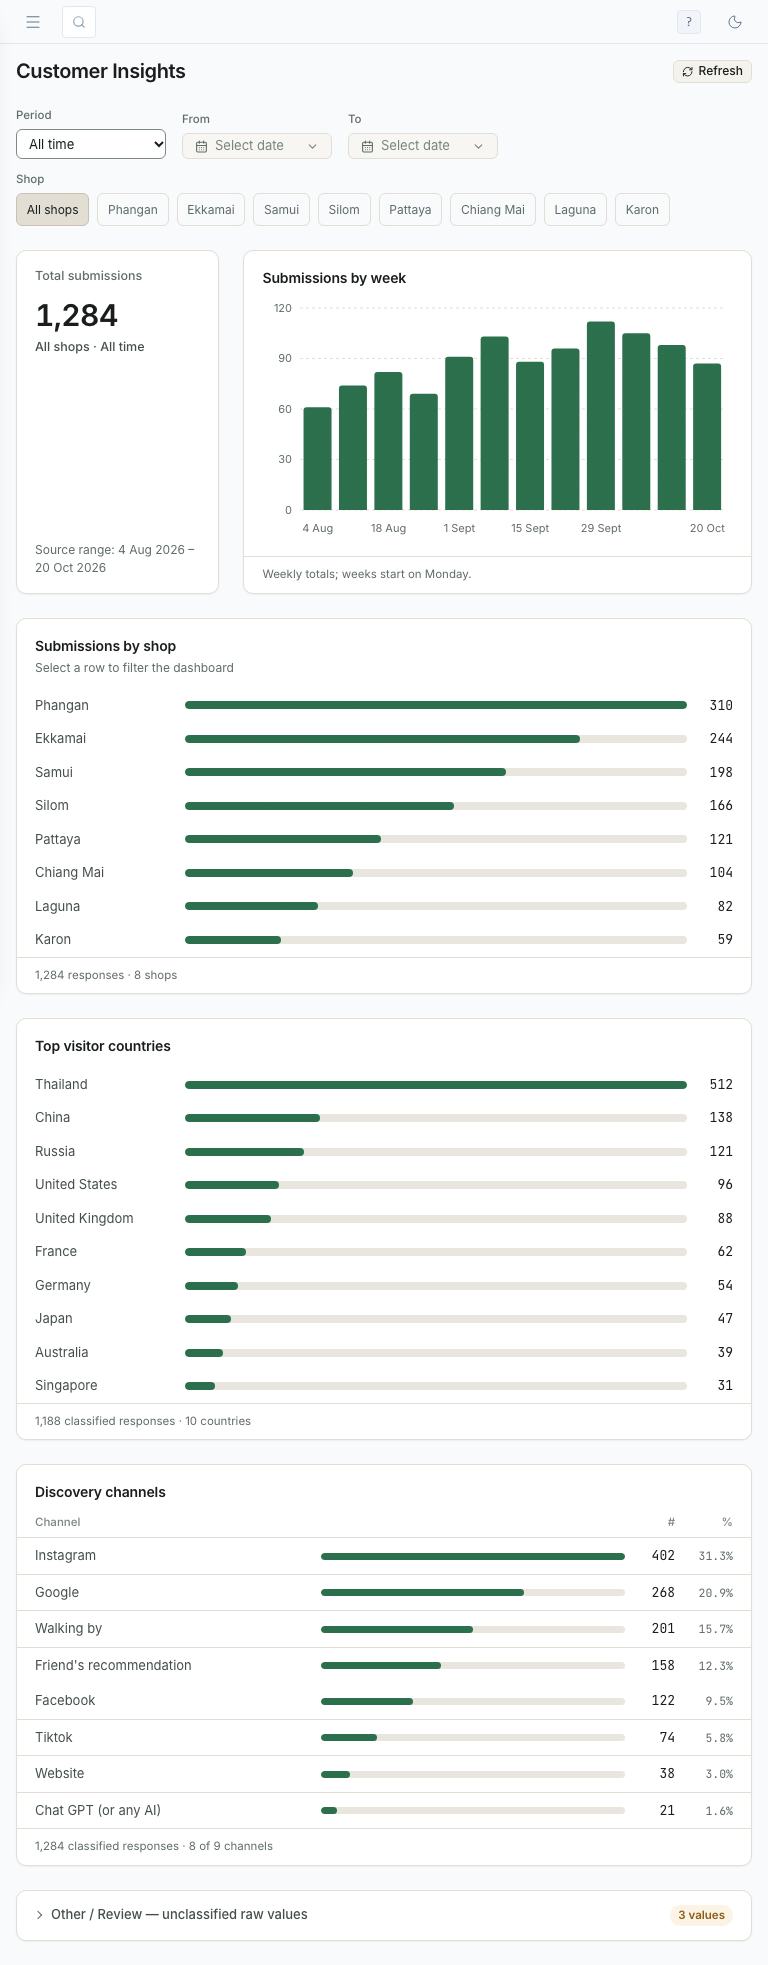 ?
Customer Insights
Refresh
Period
From
To
All time
Select date
Select date
Shop
All shops
Phangan
Ekkamai
Samui
Silom
Pattaya
Chiang Mai
Laguna
Karon
Total submissions
1,284
All shops · All time
Source range: 4 Aug 2026 –
20 Oct 2026
Submissions by week
120
90
60
30
0
4 Aug
18 Aug
1 Sept
15 Sept
29 Sept
20 Oct
Weekly totals; weeks start on Monday.
Submissions by shop
Select a row to filter the dashboard
Phangan 310
Ekkamai 244
Samui 198
Silom 166
Pattaya 121
Chiang Mai 104
Laguna 82
Karon 59
1,284 responses · 8 shops
Top visitor countries
Thailand 512
China 138
Russia 121
United States 96
United Kingdom 88
France 62
Germany 54
Japan 47
Australia 39
Singapore 31
1,188 classified responses · 10 countries
Discovery channels
Channel # %
Instagram 402 31.3%
Google 268 20.9%
Walking by 201 15.7%
Friend's recommendation 158 12.3%
Facebook 122 9.5%
Tiktok 74 5.8%
Website 38 3.0%
Chat GPT (or any AI) 21 1.6%
1,284 classified responses · 8 of 9 channels
Other / Review — unclassified raw values
3 values